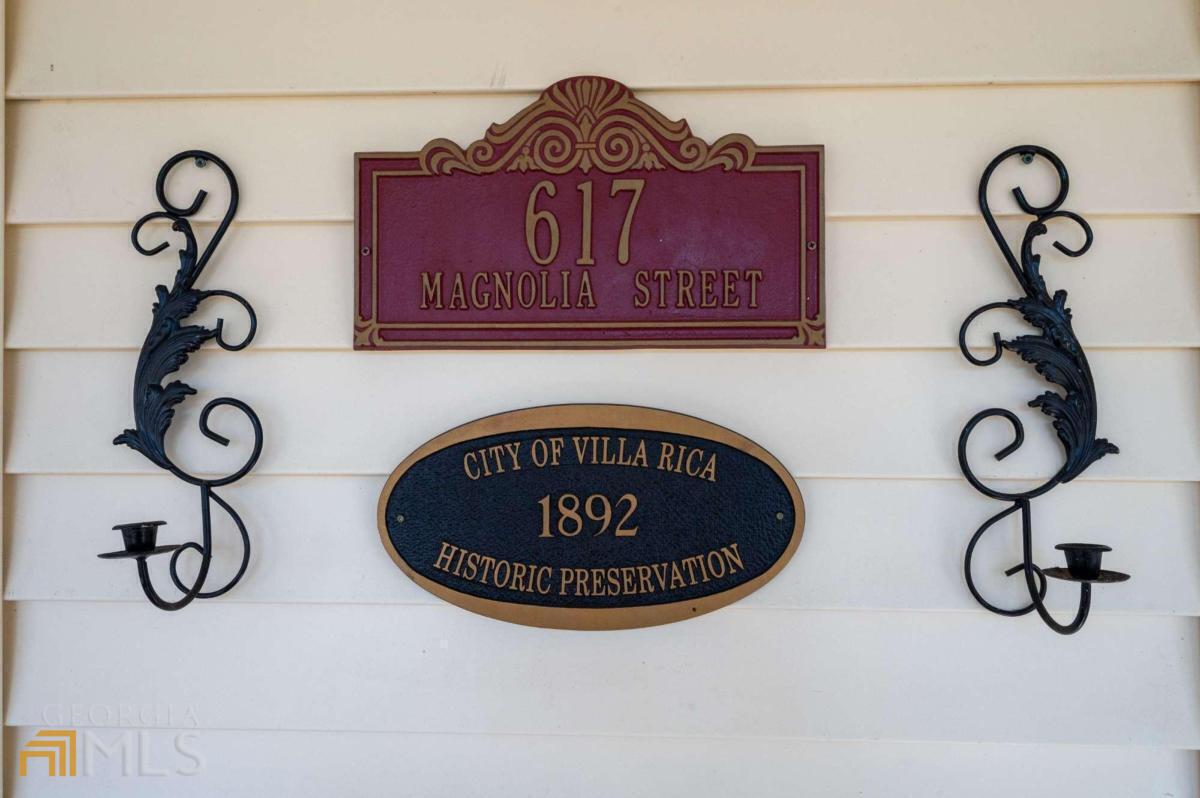 617
MAGNOLIA STREET
CITY OF VILLA RICA
1892
HISTORIC PRESERVATION
GEORGIA
MLS